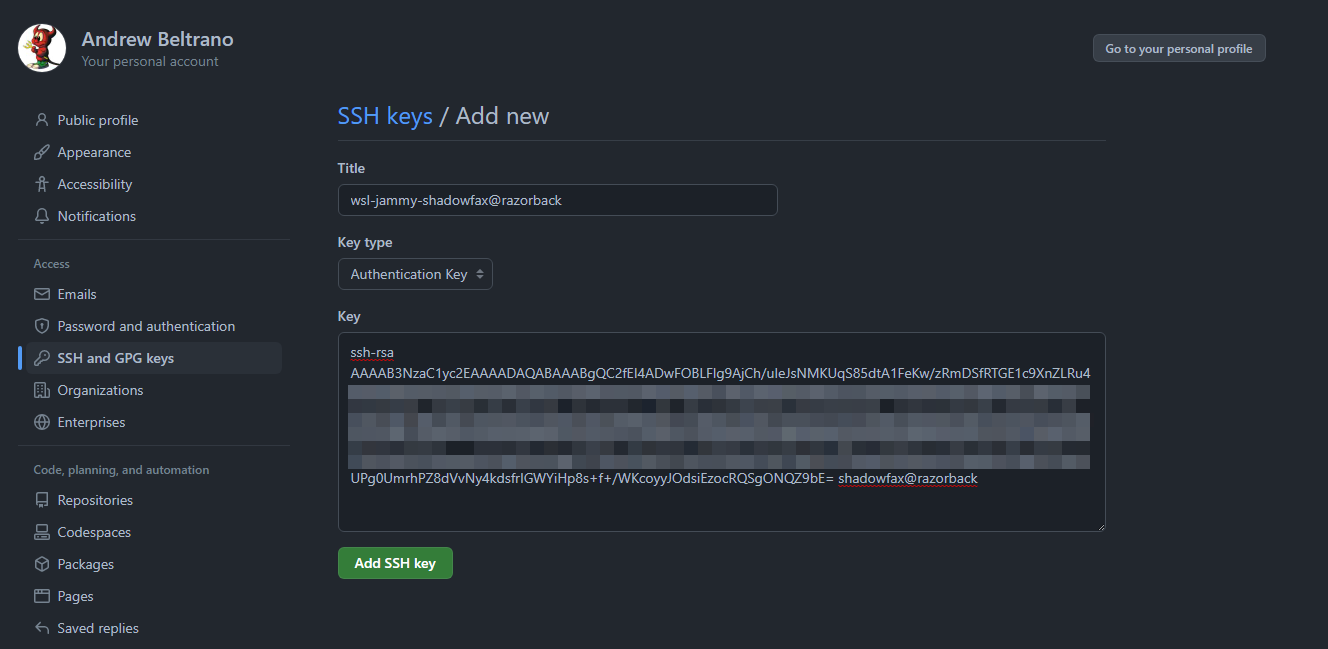 Andrew Beltrano
Your personal account
Go to your personal profile
Public profile
Appearance
Accessibility
Notifications
Access
Emails
Password and authentication
SSH and GPG keys
Organizations
Enterprises
Code, planning, and automation
Repositories
Codespaces
Packages
Pages
Saved replies
SSH keys / Add new
Title
wsl-jammy-shadowfax@razorback
Key type
Authentication Key
Key
ssh-rsa
AAAAB3NzaC1yc2EAAAADAQABAAABgQC2fEI4ADwFOBLFlg9AjCh/uIeJsNMKUqS85dtA1FeKw/zRmDSfRTGE1c9XnZLRu4
UPg0UmrhPZ8dVvNy4kdsfrlGWYiHp8s+f+/WKcoyyJOdsiEzocRQSgONQZ9bE= shadowfax@razorback
Add SSH key